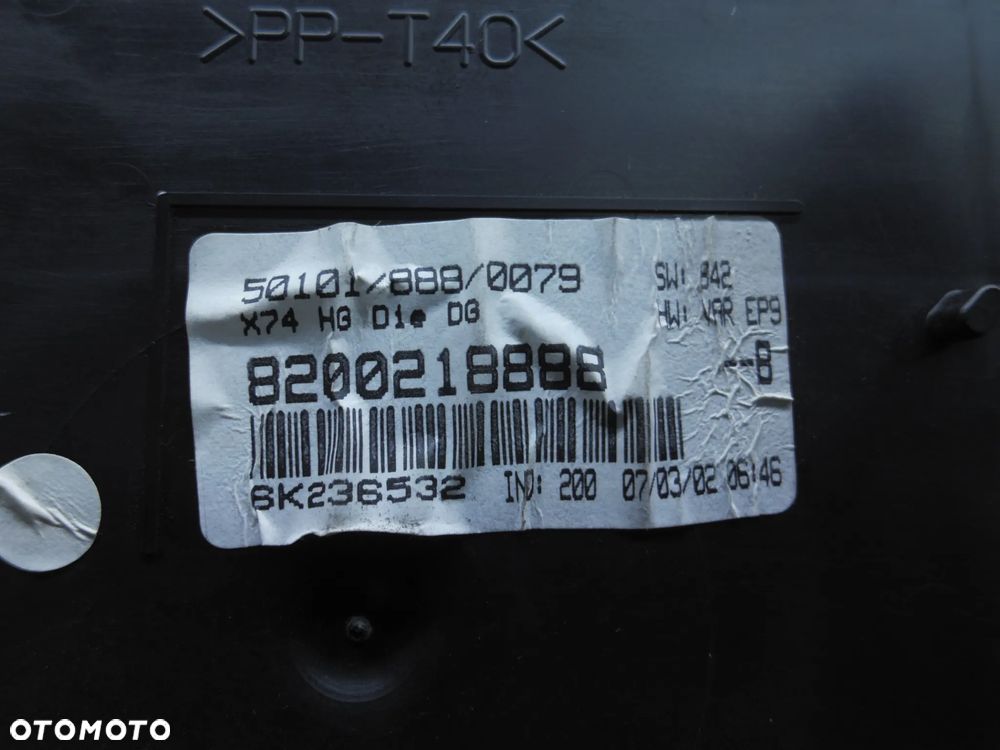 >PP-T40<
50101/888/0079 SW: 842
X74 HG D1e DG HW: VAR EP9
8200218888 --B
6K236532 IND: 200 07/03/02 06:46
OTOMOTO